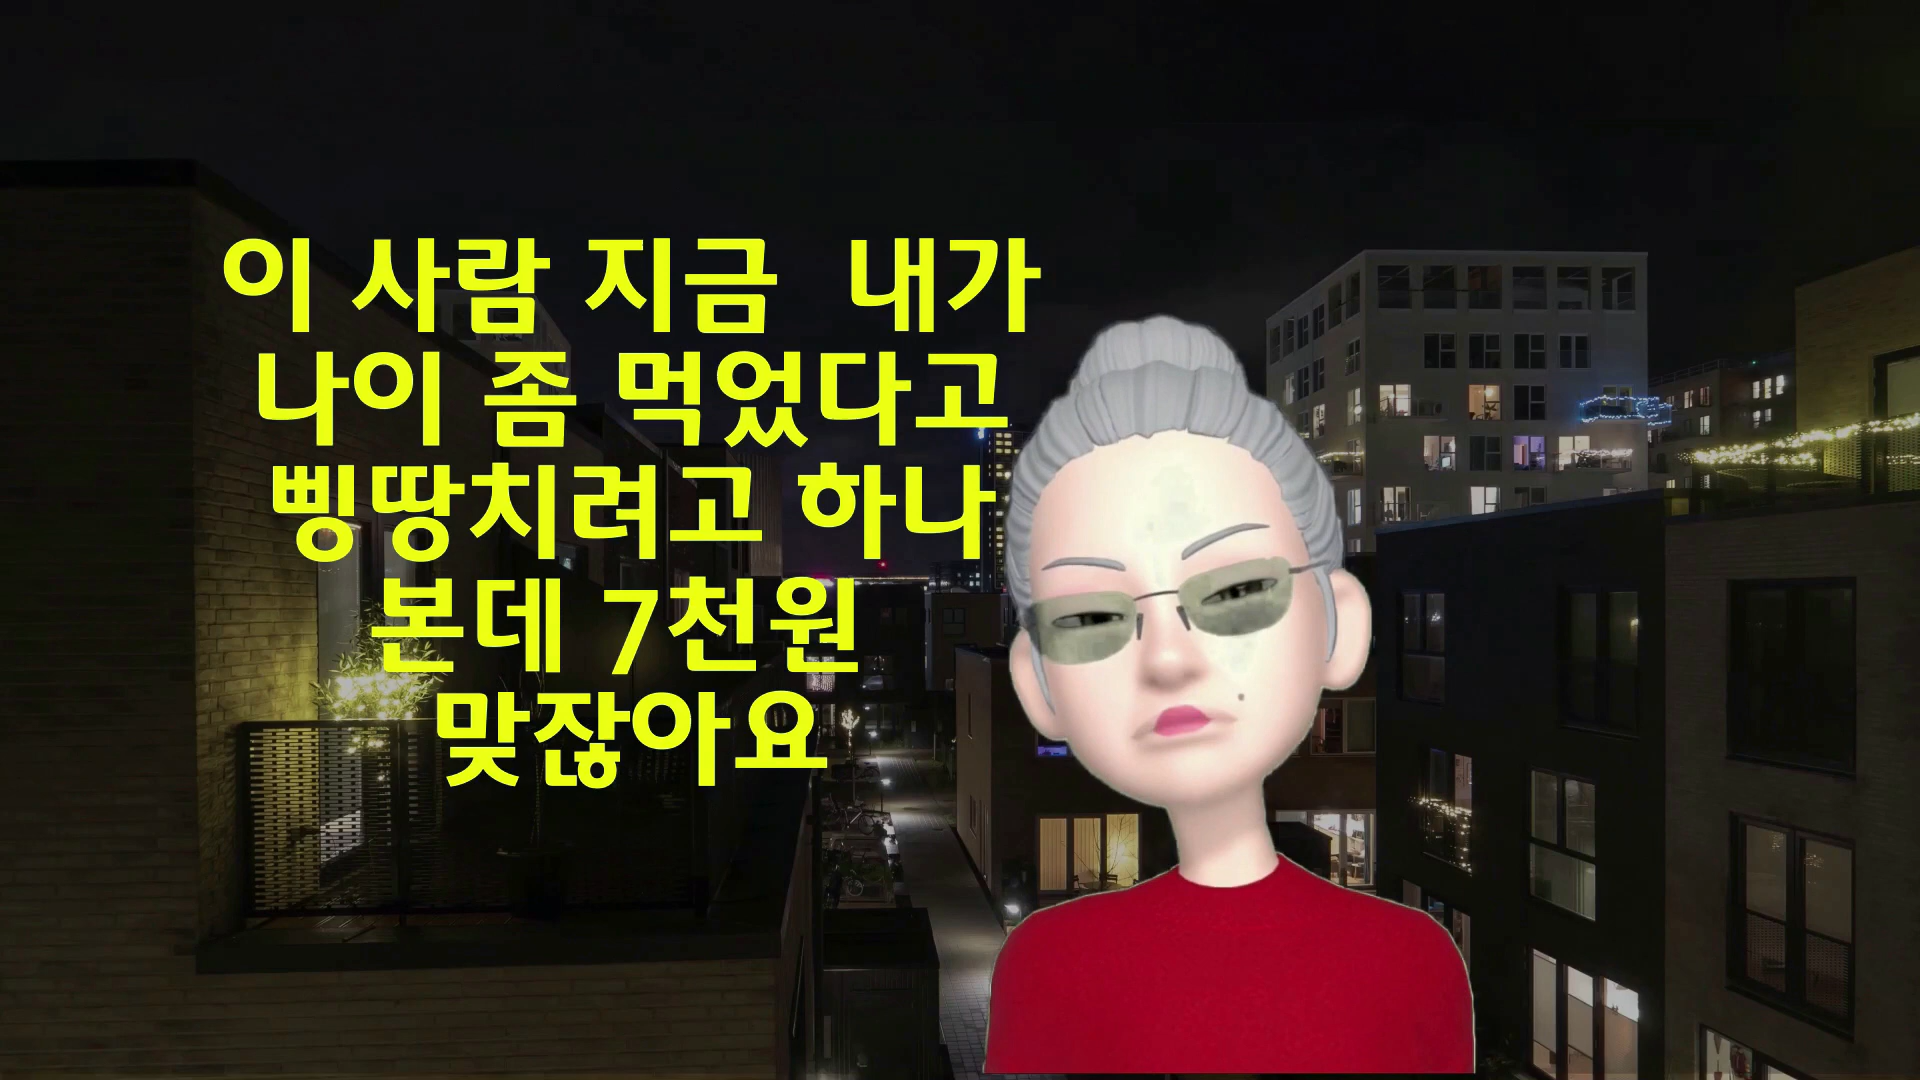 이 사람 지금  내가
나이 좀 먹었다고
삥땅치려고 하나
본데 7천원
맞잖아요